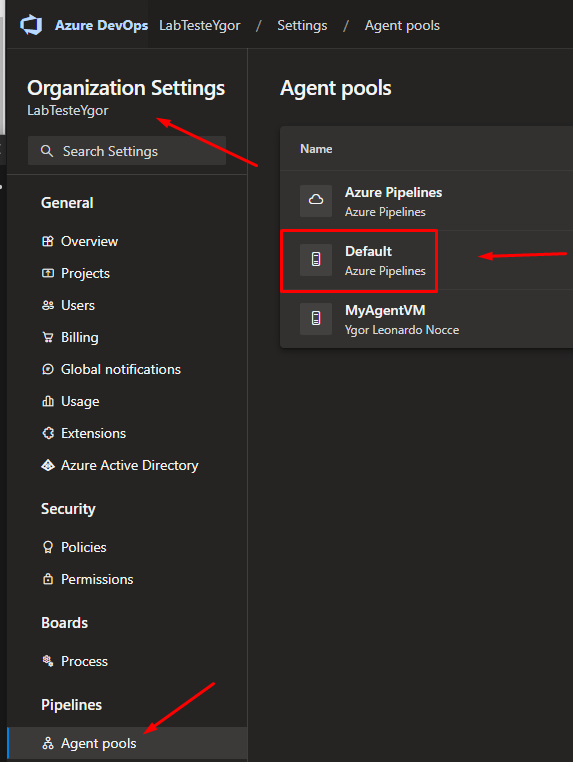 Azure DevOps LabTesteYgor / Settings / Agent pools
Organization Settings
LabTesteYgor
Search Settings
General
Overview
Projects
Users
Billing
Global notifications
Usage
Extensions
Azure Active Directory
Security
Policies
Permissions
Boards
Process
Pipelines
Agent pools
Agent pools
Name
Azure Pipelines
Azure Pipelines
Default
Azure Pipelines
MyAgentVM
Ygor Leonardo Nocce